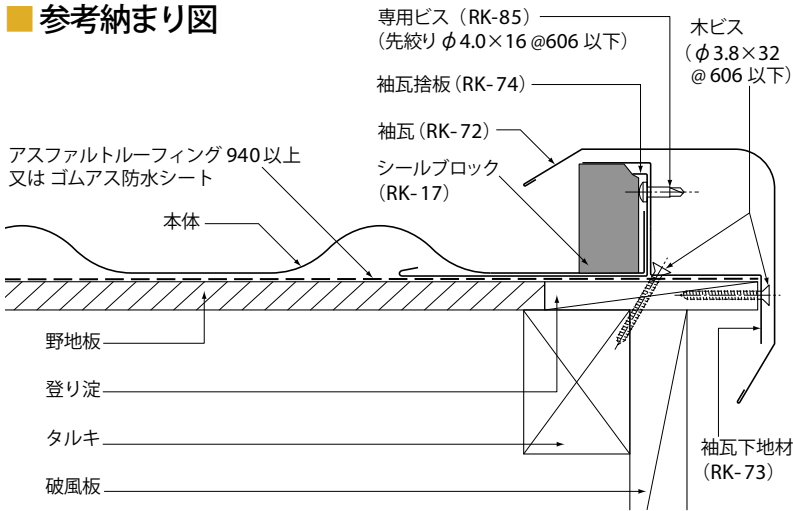 ■ 参考納まり図
専用ビス（RK-85）
（先絞りφ4.0×16 @606 以下）
木ビス
（φ3.8×32
@ 606 以下）
袖瓦捨板（RK-74）
袖瓦（RK-72）
シールブロック
（RK-17）
アスファルトルーフィング 940 以上
又は ゴムアス防水シート
本体
野地板
登り淀
タルキ
破風板
袖瓦下地材
（RK-73）